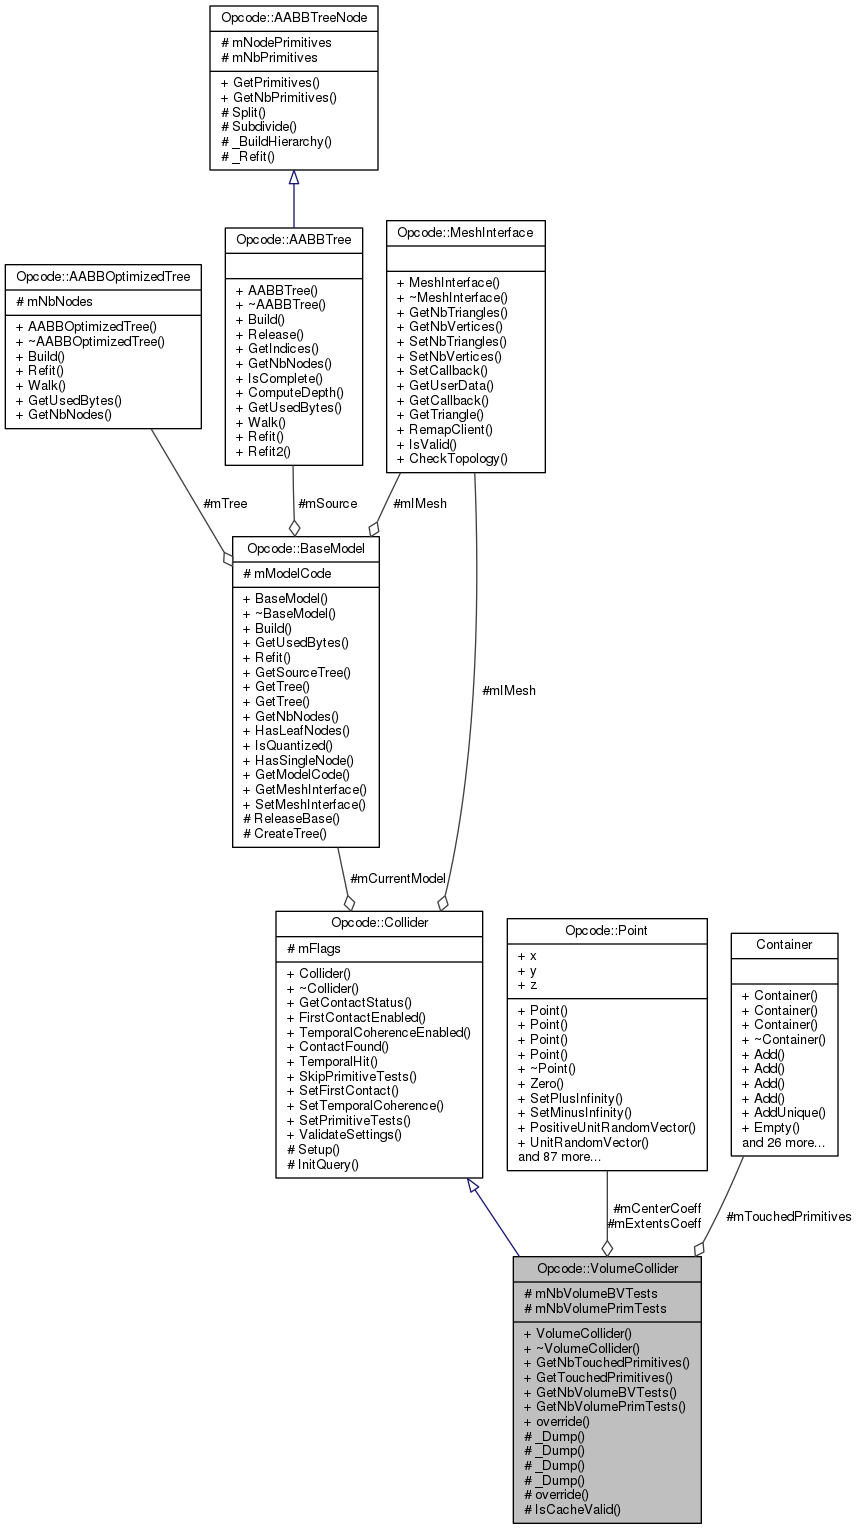 Opcode::AABBTreeNode
# mNodePrimitives
# mNbPrimitives
+ GetPrimitives()
+ GetNbPrimitives()
# Split()
# Subdivide()
# _BuildHierarchy()
# _Refit()
Opcode::AABBOptimizedTree
# mNbNodes
+ AABBOptimizedTree()
+ ~AABBOptimizedTree()
+ Build()
+ Refit()
+ Walk()
+ GetUsedBytes()
+ GetNbNodes()
Opcode::AABBTree
+ AABBTree()
+ ~AABBTree()
+ Build()
+ Release()
+ GetIndices()
+ GetNbNodes()
+ IsComplete()
+ ComputeDepth()
+ GetUsedBytes()
+ Walk()
+ Refit()
+ Refit2()
Opcode::MeshInterface
+ MeshInterface()
+ ~MeshInterface()
+ GetNbTriangles()
+ GetNbVertices()
+ SetNbTriangles()
+ SetNbVertices()
+ SetCallback()
+ GetUserData()
+ GetCallback()
+ GetTriangle()
+ RemapClient()
+ IsValid()
+ CheckTopology()
#mTree
#mSource
#mIMesh
Opcode::BaseModel
# mModelCode
+ BaseModel()
+ ~BaseModel()
+ Build()
+ GetUsedBytes()
+ Refit()
+ GetSourceTree()
+ GetTree()
+ GetTree()
+ GetNbNodes()
+ HasLeafNodes()
+ IsQuantized()
+ HasSingleNode()
+ GetModelCode()
+ GetMeshInterface()
+ SetMeshInterface()
# ReleaseBase()
# CreateTree()
#mIMesh
#mCurrentModel
Opcode::Collider
# mFlags
+ Collider()
+ ~Collider()
+ GetContactStatus()
+ FirstContactEnabled()
+ TemporalCoherenceEnabled()
+ ContactFound()
+ TemporalHit()
+ SkipPrimitiveTests()
+ SetFirstContact()
+ SetTemporalCoherence()
+ SetPrimitiveTests()
+ ValidateSettings()
# Setup()
# InitQuery()
Opcode::Point
+ x
+ y
+ z
+ Point()
+ Point()
+ Point()
+ Point()
+ ~Point()
+ Zero()
+ SetPlusInfinity()
+ SetMinusInfinity()
+ PositiveUnitRandomVector()
+ UnitRandomVector()
and 87 more...
Container
+ Container()
+ Container()
+ Container()
+ ~Container()
+ Add()
+ Add()
+ Add()
+ Add()
+ AddUnique()
+ Empty()
and 26 more...
#mCenterCoeff
#mExtentsCoeff
#mTouchedPrimitives
Opcode::VolumeCollider
# mNbVolumeBVTests
# mNbVolumePrimTests
+ VolumeCollider()
+ ~VolumeCollider()
+ GetNbTouchedPrimitives()
+ GetTouchedPrimitives()
+ GetNbVolumeBVTests()
+ GetNbVolumePrimTests()
+ override()
# _Dump()
# _Dump()
# _Dump()
# _Dump()
# override()
# IsCacheValid()